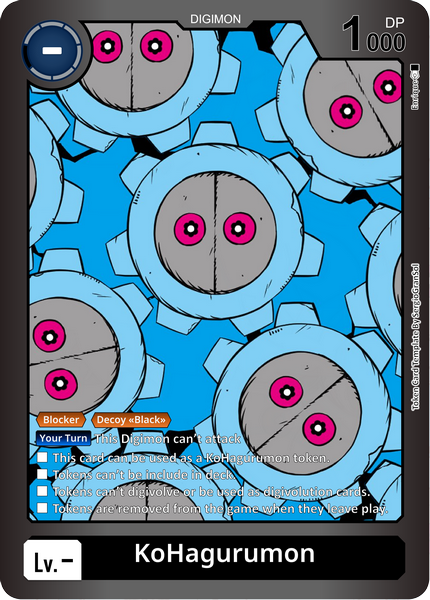 DIGIMON
DP
1000
-
Enrique
Token Card Template By SergioGranSol
Blocker Decoy «Black»
Your Turn This Digimon can't attack
This card can be used as a KoHagurumon token.
Tokens can't be include in deck.
Tokens can't digivolve or be used as digivolution cards.
Tokens are removed from the game when they leave play.
Lv.-
KoHagurumon